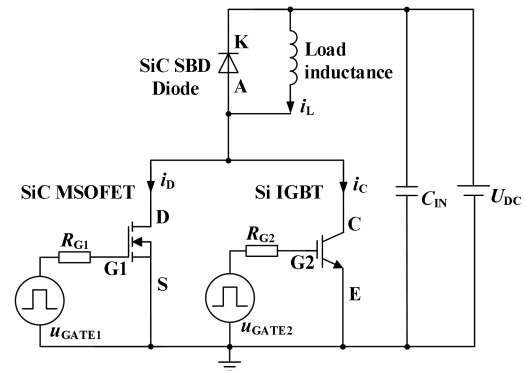 K
SiC SBD
Diode
A
Load
inductance
iL
iD
iC
SiC MSOFET
Si IGBT
D
C
CIN
UDC
RG1
RG2
G1
G2
S
E
uGATE1
uGATE2